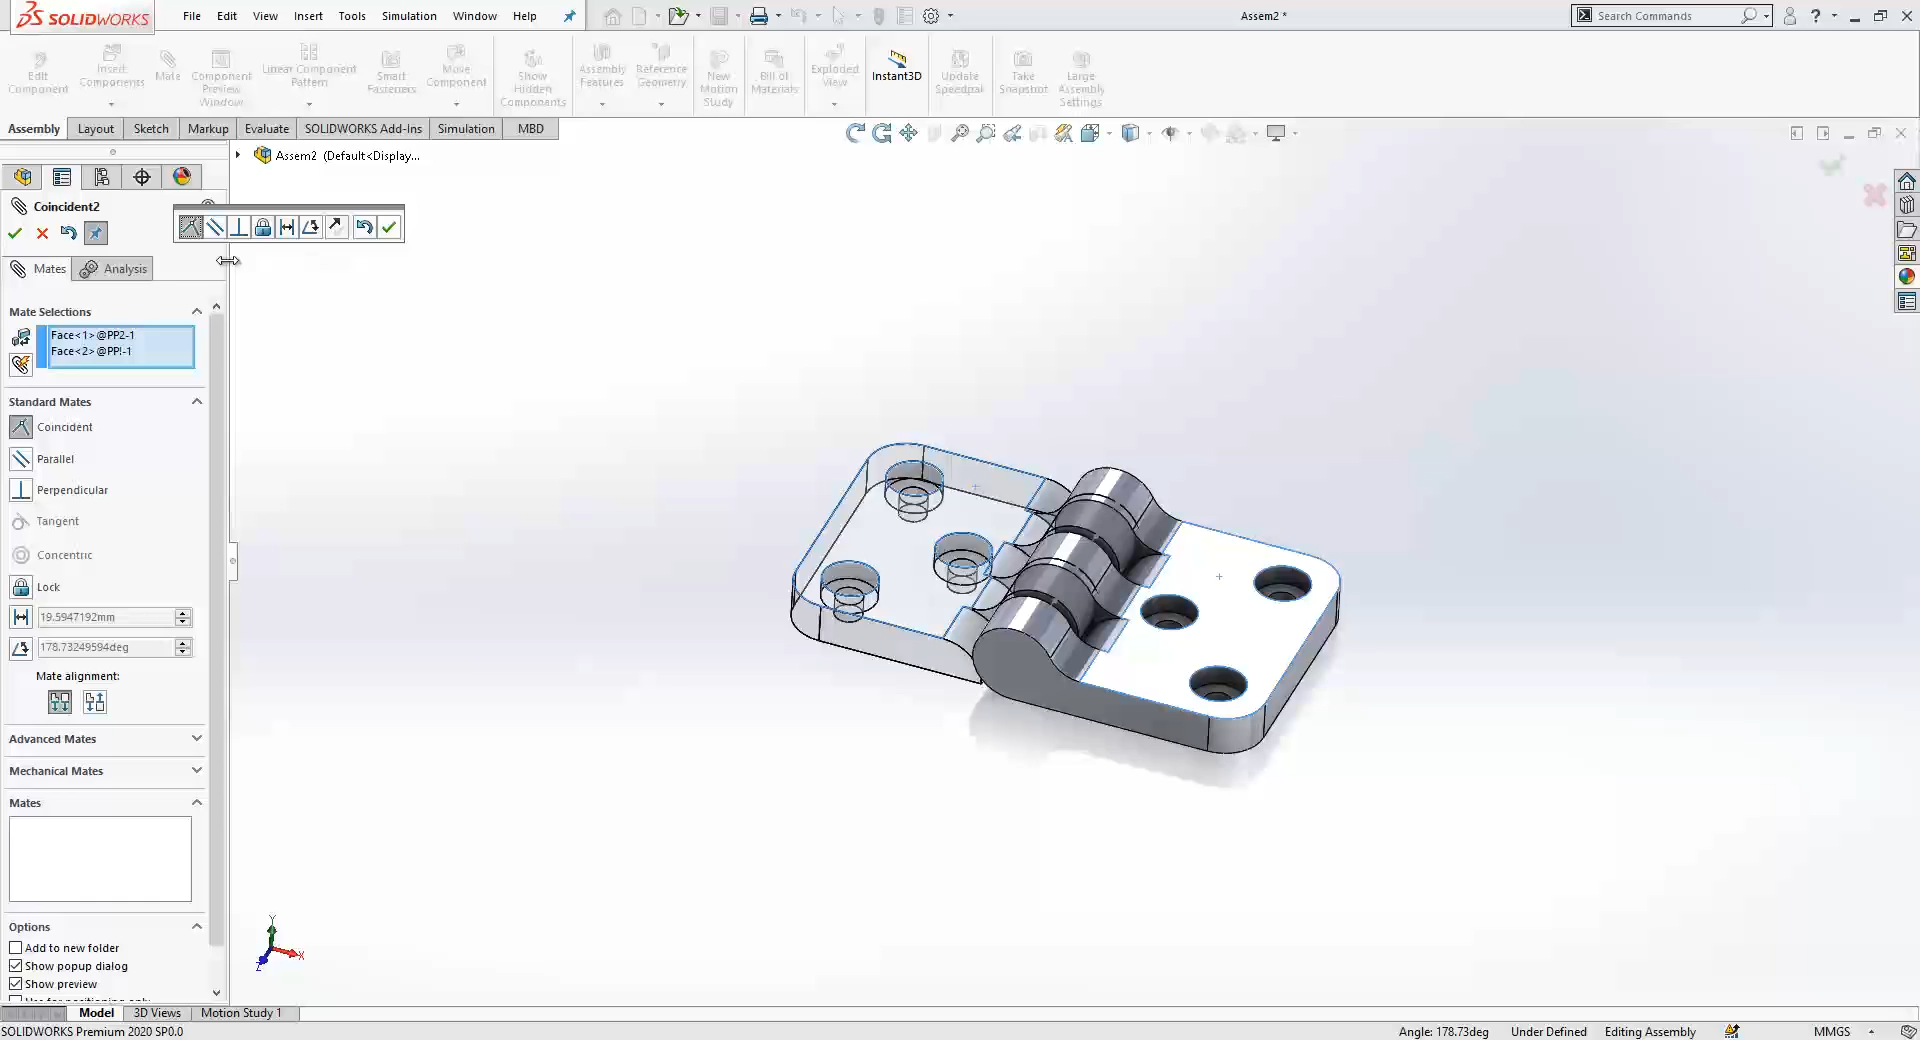 SOLIDWORKS
File Edit View Insert Tools Simulation Window Help
Assem2 *
Search Commands
Edit Component
Insert Components
Mate
Component Preview Window
Linear Component Pattern
Smart Fasteners
Move Component
Show Hidden Components
Assembly Features
Reference Geometry
New Motion Study
Bill of Materials
Exploded View
Instant3D
Update Speedpak
Take Snapshot
Large Assembly Settings
Assembly Layout Sketch Markup Evaluate SOLIDWORKS Add-Ins Simulation MBD
Assem2 (Default<Display...
Coincident2
Mates Analysis
Mate Selections
Face<1>@PP2-1
Face<2>@PP!-1
Standard Mates
Coincident
Parallel
Perpendicular
Tangent
Concentric
Lock
19.5947192mm
178.73249594deg
Mate alignment:
Advanced Mates
Mechanical Mates
Mates
Options
Add to new folder
Show popup dialog
Show preview
Y
X
Z
Model 3D Views Motion Study 1
SOLIDWORKS Premium 2020 SP0.0
Angle: 178.73deg Under Defined Editing Assembly MMGS